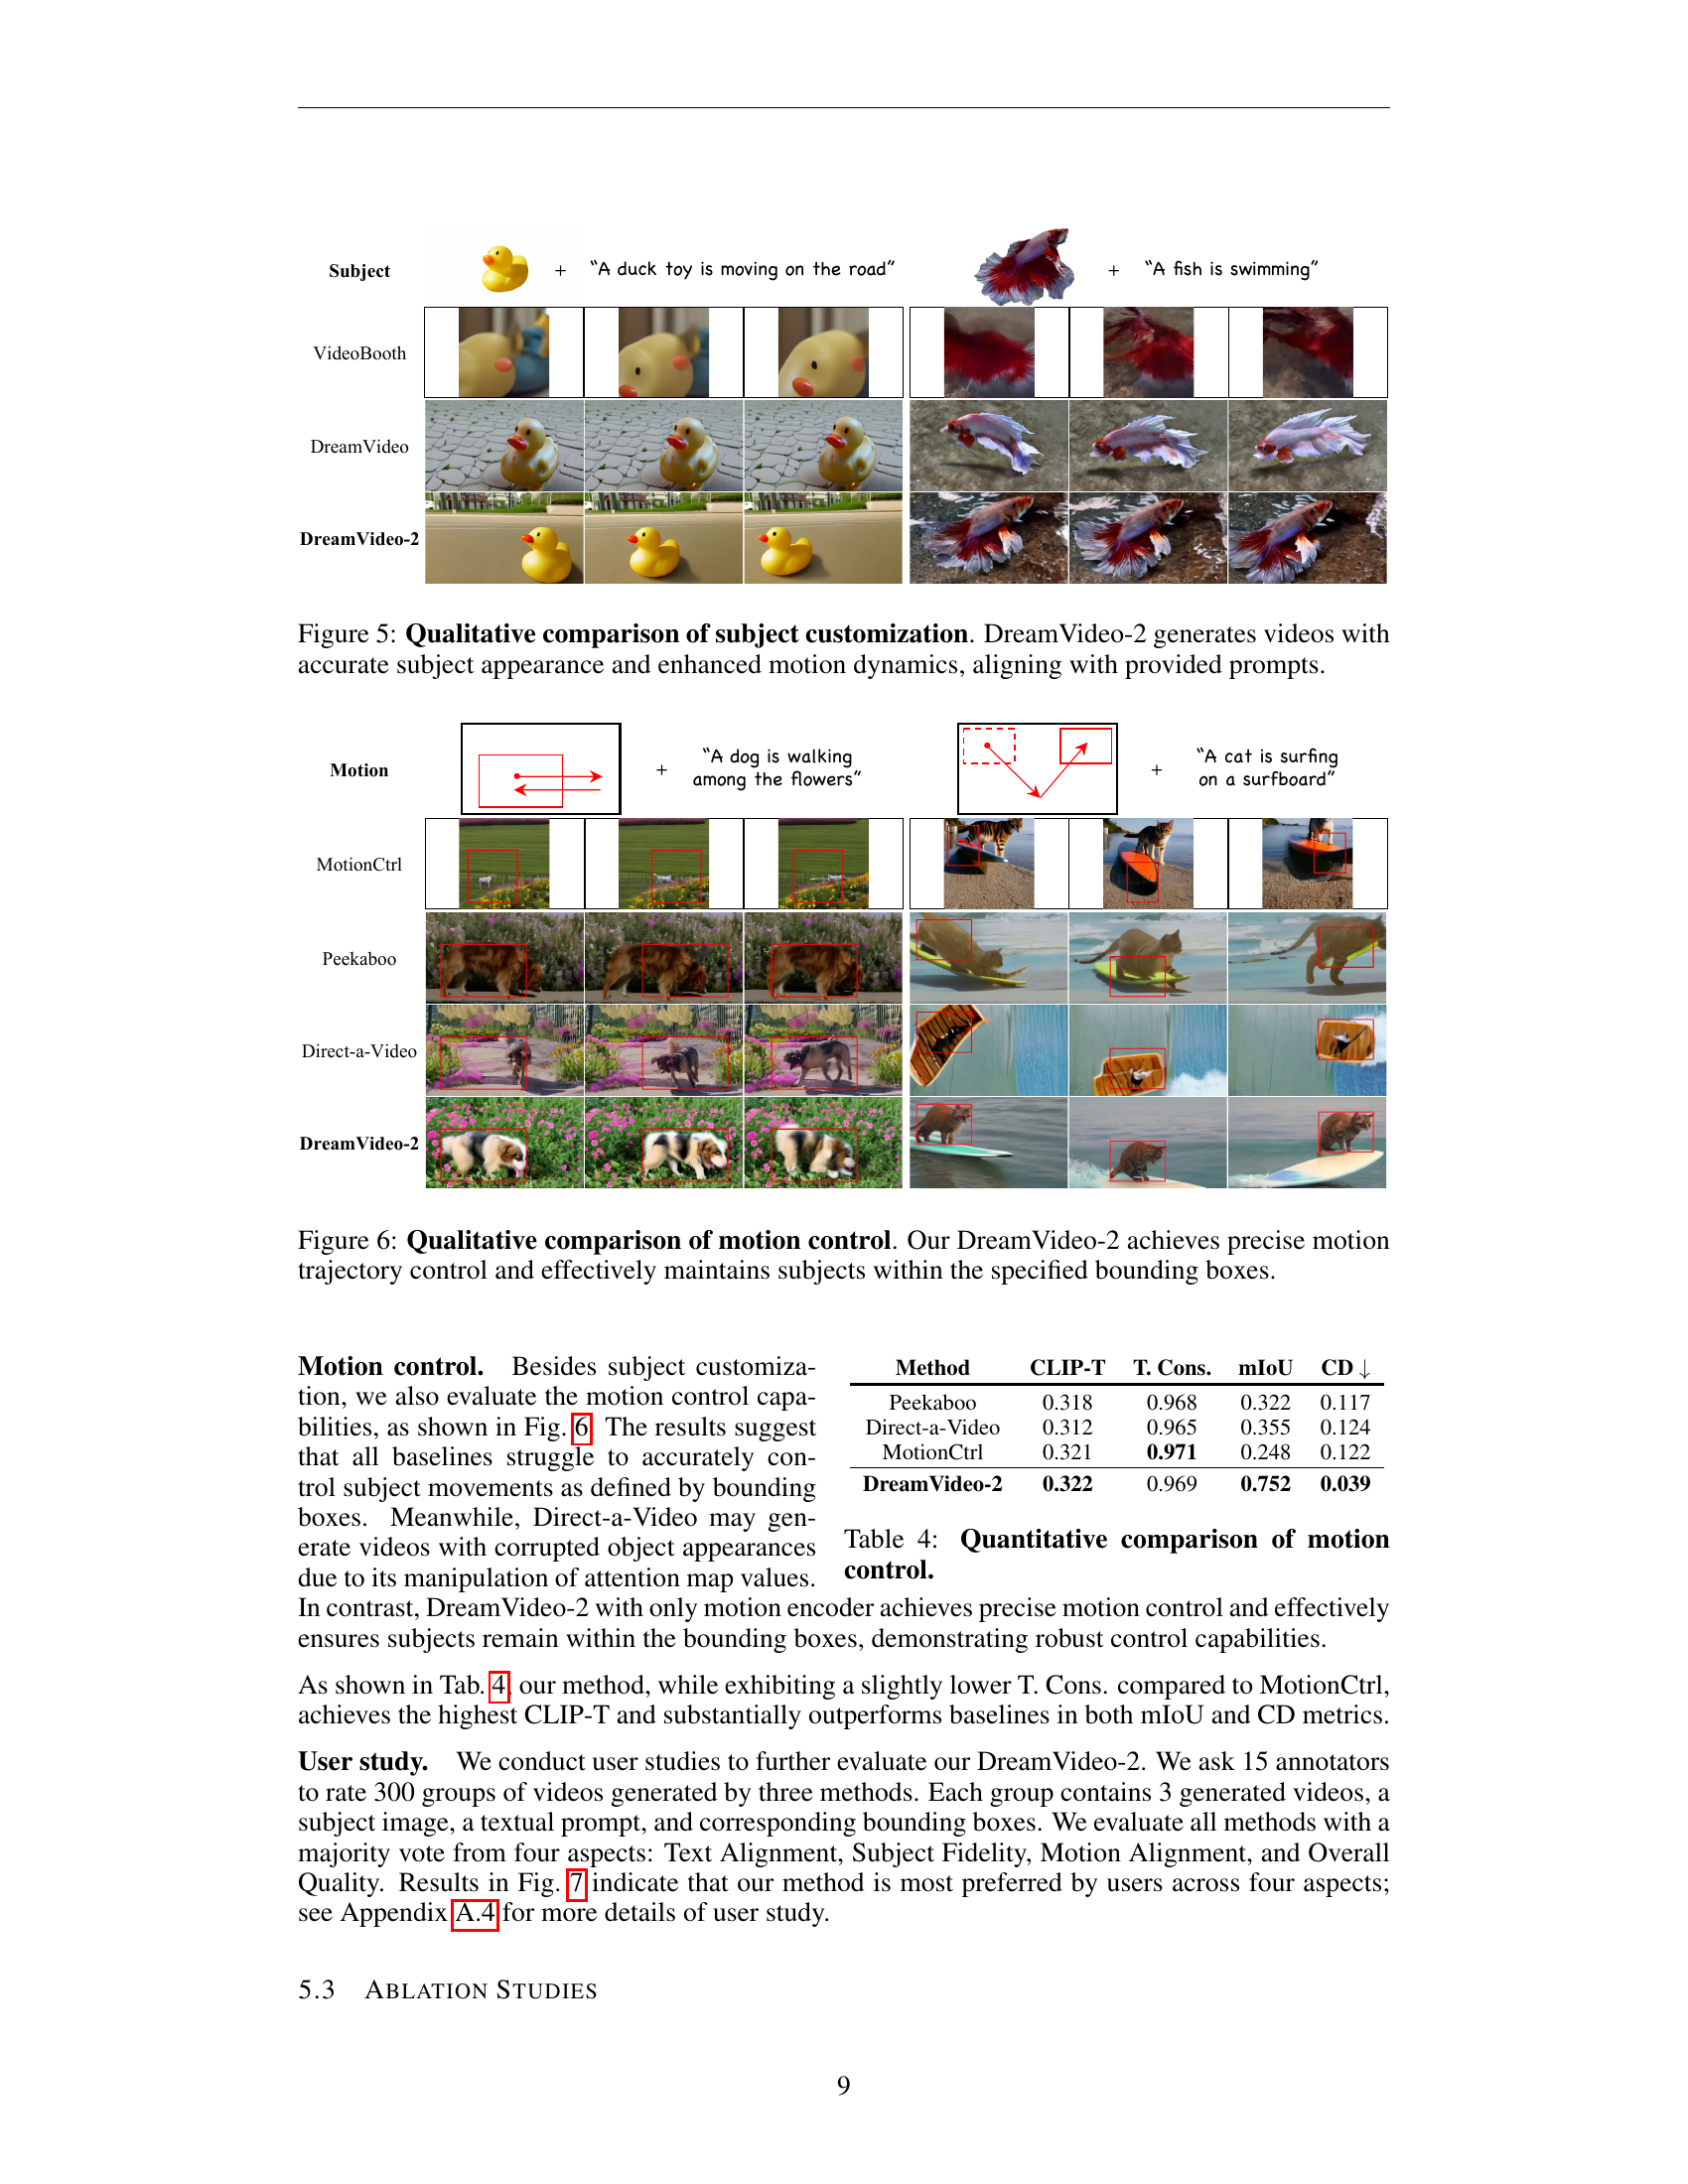 Subject + “A duck toy is moving on the road” + “A fish is swimming”
VideoBooth
DreamVideo
DreamVideo-2
Figure 5: Qualitative comparison of subject customization. DreamVideo-2 generates videos with
accurate subject appearance and enhanced motion dynamics, aligning with provided prompts.
Motion + “A dog is walking
among the flowers” + “A cat is surfing
on a surfboard”
MotionCtrl
Peekaboo
Direct-a-Video
DreamVideo-2
Figure 6: Qualitative comparison of motion control. Our DreamVideo-2 achieves precise motion
trajectory control and effectively maintains subjects within the specified bounding boxes.
Motion control. Besides subject customiza-
tion, we also evaluate the motion control capa-
bilities, as shown in Fig. 6. The results suggest
that all baselines struggle to accurately con-
trol subject movements as defined by bounding
boxes. Meanwhile, Direct-a-Video may gen-
erate videos with corrupted object appearances
due to its manipulation of attention map values.
Method CLIP-T T. Cons. mIoU CD ↓
Peekaboo 0.318 0.968 0.322 0.117
Direct-a-Video 0.312 0.965 0.355 0.124
MotionCtrl 0.321 0.971 0.248 0.122
DreamVideo-2 0.322 0.969 0.752 0.039
Table 4: Quantitative comparison of motion
control.
In contrast, DreamVideo-2 with only motion encoder achieves precise motion control and effectively
ensures subjects remain within the bounding boxes, demonstrating robust control capabilities.
As shown in Tab. 4, our method, while exhibiting a slightly lower T. Cons. compared to MotionCtrl,
achieves the highest CLIP-T and substantially outperforms baselines in both mIoU and CD metrics.
User study. We conduct user studies to further evaluate our DreamVideo-2. We ask 15 annotators
to rate 300 groups of videos generated by three methods. Each group contains 3 generated videos, a
subject image, a textual prompt, and corresponding bounding boxes. We evaluate all methods with a
majority vote from four aspects: Text Alignment, Subject Fidelity, Motion Alignment, and Overall
Quality. Results in Fig. 7 indicate that our method is most preferred by users across four aspects;
see Appendix A.4 for more details of user study.
5.3 ABLATION STUDIES
9